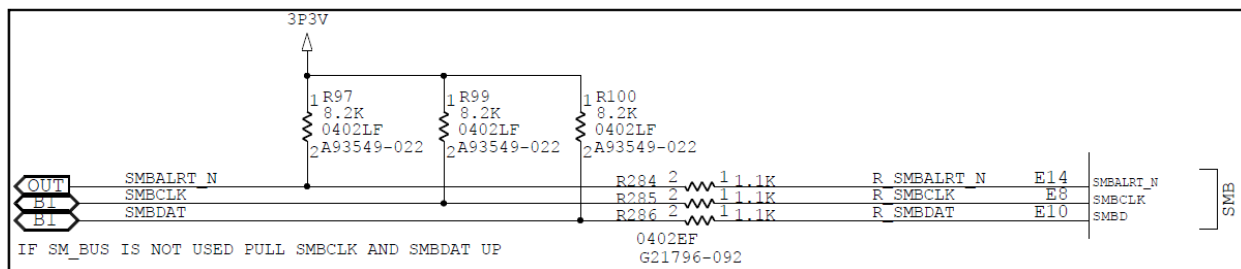 3P3V
1 R97
8.2K
0402LF
2 A93549-022
1 R99
8.2K
0402LF
2 A93549-022
1 R100
8.2K
0402LF
2 A93549-022
OUT SMBALRT_N R284 2 1 1.1K R_SMBALRT_N E14 SMBALRT_N
BI SMBCLK R285 2 1 1.1K R_SMBCLK E8 SMBCLK
BI SMBDAT R286 2 1 1.1K R_SMBDAT E10 SMBD
SMB
0402EF
G21796-092
IF SM_BUS IS NOT USED PULL SMBCLK AND SMBDAT UP